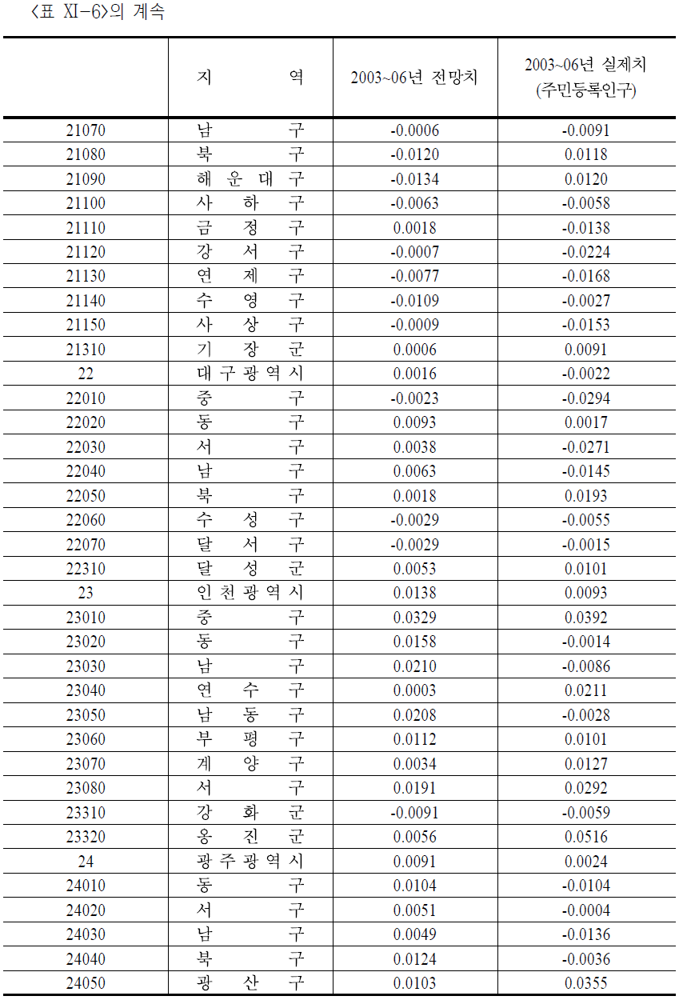 <표 XI-6>의 계속
지 역 2003~06년 전망치 2003~06년 실제치
(주민등록인구)
21070 남 구 -0.0006 -0.0091
21080 북 구 -0.0120 0.0118
21090 해 운 대 구 -0.0134 0.0120
21100 사 하 구 -0.0063 -0.0058
21110 금 정 구 0.0018 -0.0138
21120 강 서 구 -0.0007 -0.0224
21130 연 제 구 -0.0077 -0.0168
21140 수 영 구 -0.0109 -0.0027
21150 사 상 구 -0.0009 -0.0153
21310 기 장 군 0.0006 0.0091
22 대구광역시 0.0016 -0.0022
22010 중 구 -0.0023 -0.0294
22020 동 구 0.0093 0.0017
22030 서 구 0.0038 -0.0271
22040 남 구 0.0063 -0.0145
22050 북 구 0.0018 0.0193
22060 수 성 구 -0.0029 -0.0055
22070 달 서 구 -0.0029 -0.0015
22310 달 성 군 0.0053 0.0101
23 인천광역시 0.0138 0.0093
23010 중 구 0.0329 0.0392
23020 동 구 0.0158 -0.0014
23030 남 구 0.0210 -0.0086
23040 연 수 구 0.0003 0.0211
23050 남 동 구 0.0208 -0.0028
23060 부 평 구 0.0112 0.0101
23070 계 양 구 0.0034 0.0127
23080 서 구 0.0191 0.0292
23310 강 화 군 -0.0091 -0.0059
23320 옹 진 군 0.0056 0.0516
24 광주광역시 0.0091 0.0024
24010 동 구 0.0104 -0.0104
24020 서 구 0.0051 -0.0004
24030 남 구 0.0049 -0.0136
24040 북 구 0.0124 -0.0036
24050 광 산 구 0.0103 0.0355